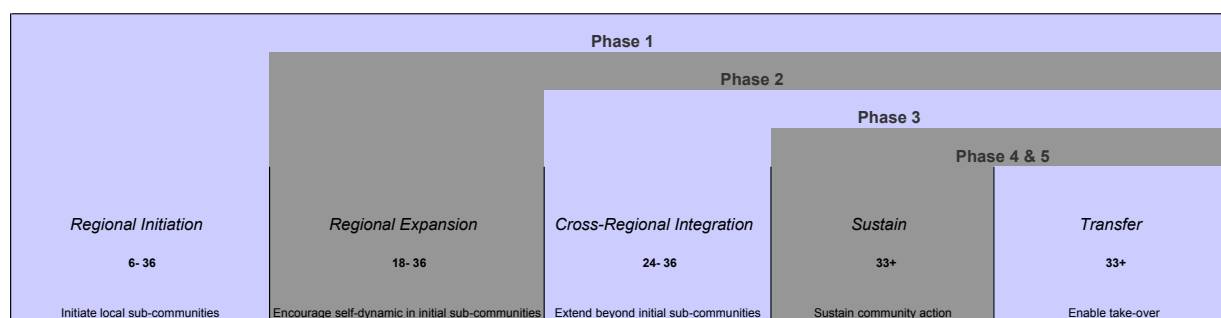 Phase 1
Phase 2
Phase 3
Phase 4 & 5
Regional Initiation
Regional Expansion
Cross-Regional Integration
Sustain
Transfer
6- 36
18- 36
24- 36
33+
33+
Initiate local sub-communities
Encourage self-dynamic in initial sub-communities
Extend beyond initial sub-communities
Sustain community action
Enable take-over